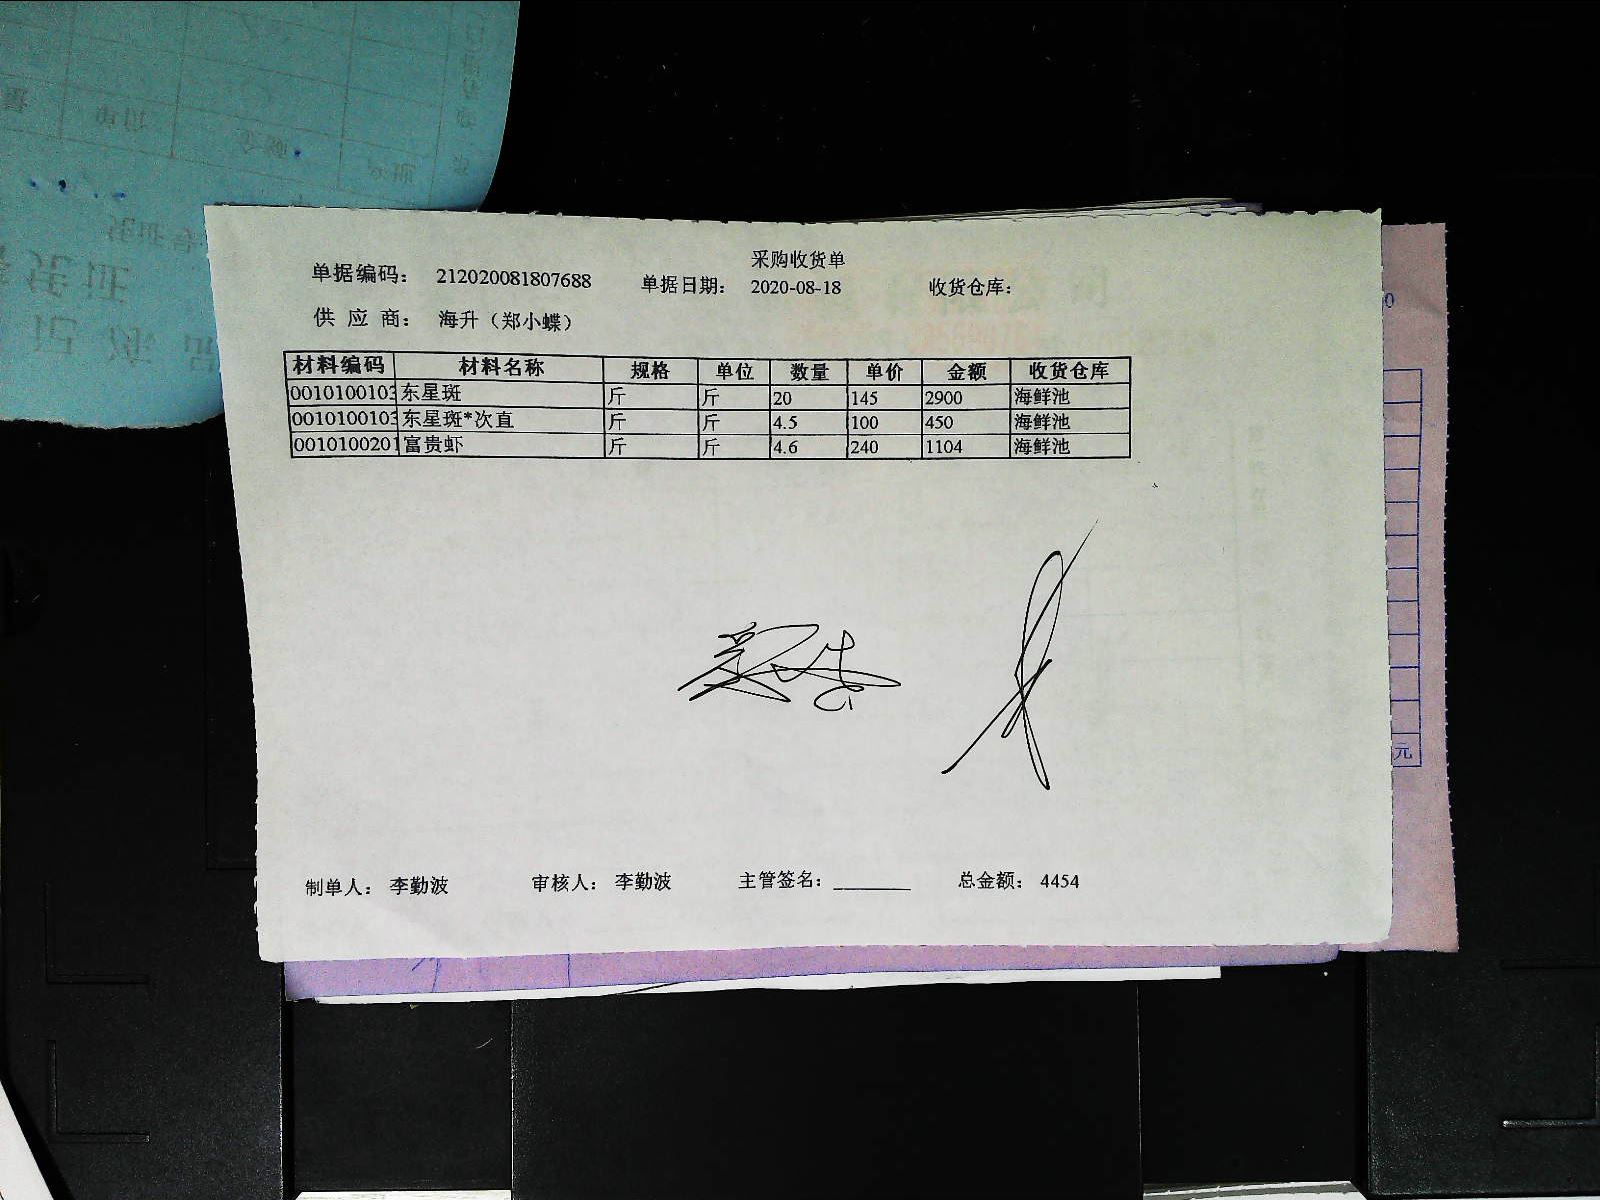 采购收货单
单据编码： 212020081807688 单据日期： 2020-08-18 收货仓库：
供 应 商： 海升（郑小蝶）
材料编码 材料名称 规格 单位 数量 单价 金额 收货仓库
0010100103 东星斑 斤 斤 20 145 2900 海鲜池
0010100103 东星斑*次直 斤 斤 4.5 100 450 海鲜池
0010100201 富贵虾 斤 斤 4.6 240 1104 海鲜池
制单人： 李勤波 审核人： 李勤波 主管签名：________ 总金额： 4454
元